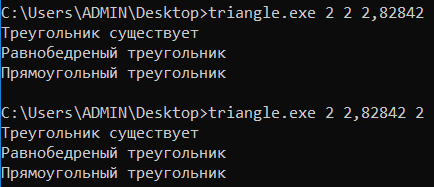 C:\Users\ADMIN\Desktop>triangle.exe 2 2 2,82842
Треугольник существует
Равнобедреный треугольник
Прямоугольный треугольник
C:\Users\ADMIN\Desktop>triangle.exe 2 2,82842 2
Треугольник существует
Равнобедреный треугольник
Прямоугольный треугольник